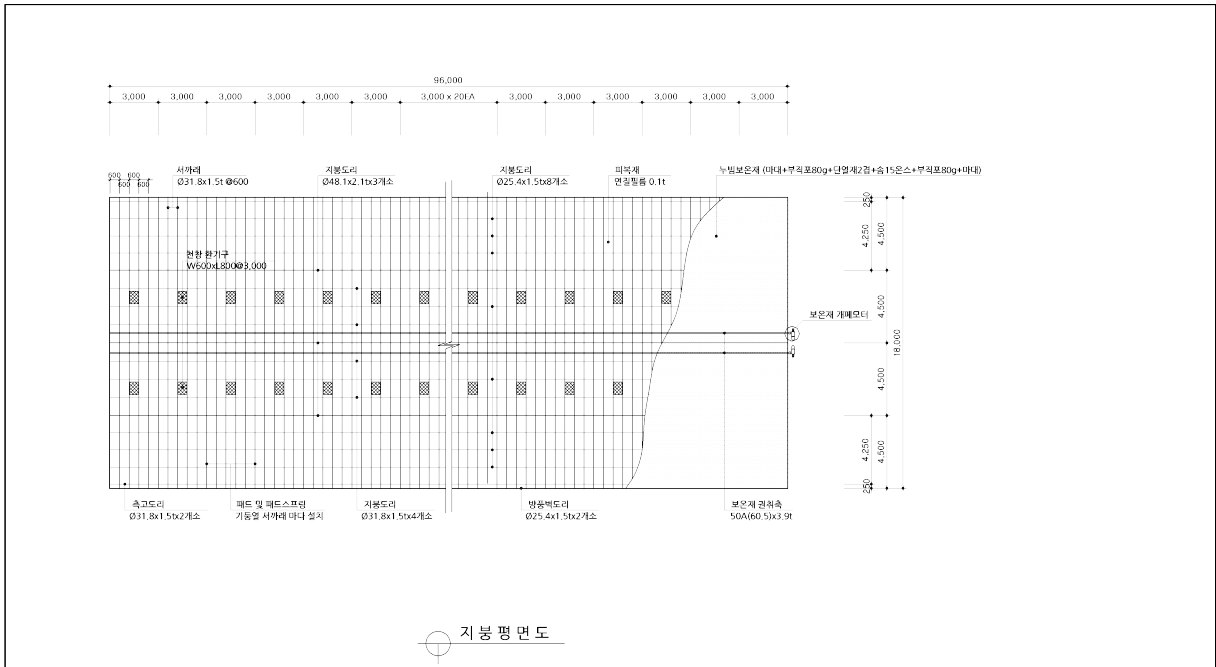 96,000
3,000 3,000 3,000 3,000 3,000 3,000 3,000 x 20EA 3,000 3,000 3,000 3,000 3,000 3,000
서까래
Ø31.8x1.5t @600
지붕도리
Ø48.1x2.1tx3개소
지붕도리
Ø25.4x1.5tx8개소
피복재
연질필름 0.1t
누빔보온재 (마대+부직포80g+단열재2겹+솜15온스+부직포80g+마대)
600 600
600 600
천창 환기구
W600xL800@3,000
보온재 개폐모터
250
4,250
4,500
4,500
18,000
4,500
4,250
4,500
250
측고도리
Ø31.8x1.5tx2개소
패드 및 패드스프링
기둥열 서까래 마다 설치
지붕도리
Ø31.8x1.5tx4개소
방풍벽도리
Ø25.4x1.5tx2개소
보온재 권취축
50A(60.5)x3.9t
지붕평면도